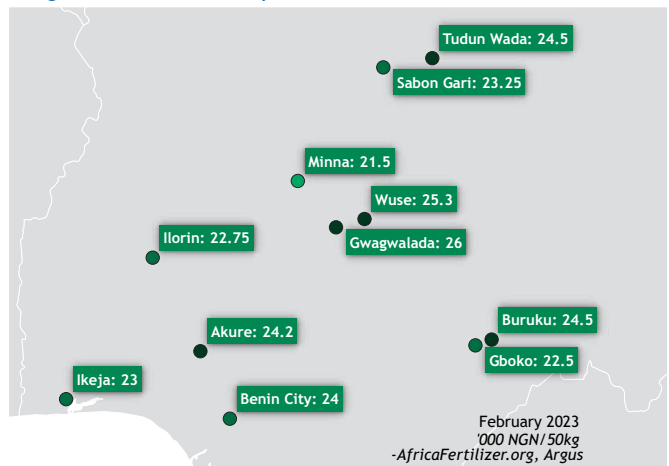 Tudun Wada: 24.5
Sabon Gari: 23.25
Minna: 21.5
Wuse: 25.3
Gwagwalada: 26
Ilorin: 22.75
Akure: 24.2
Buruku: 24.5
Gboko: 22.5
Ikeja: 23
Benin City: 24
February 2023
'000 NGN/50kg
-AfricaFertilizer.org, Argus